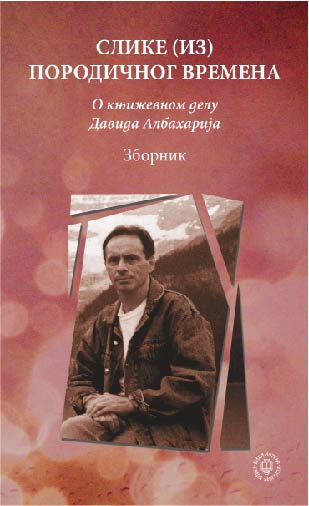 СЛИКЕ (ИЗ)
ПОРОДИЧНОГ ВРЕМЕНА
О књижевном делу
Давида Албахарија
Зборник